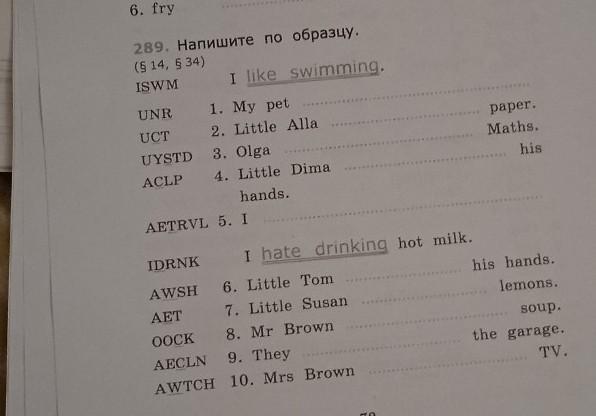 6. fry
289. Напишите по образцу.
(§ 14, § 34)
ISWM I like swimming.
UNR 1. My pet
UCT 2. Little Alla paper.
UYSTD 3. Olga Maths.
ACLP 4. Little Dima his
hands.
AETRVL 5. I
IDRNK I hate drinking hot milk.
AWSH 6. Little Tom his hands.
AET 7. Little Susan lemons.
OOCK 8. Mr Brown soup.
AECLN 9. They the garage.
AWTCH 10. Mrs Brown TV.